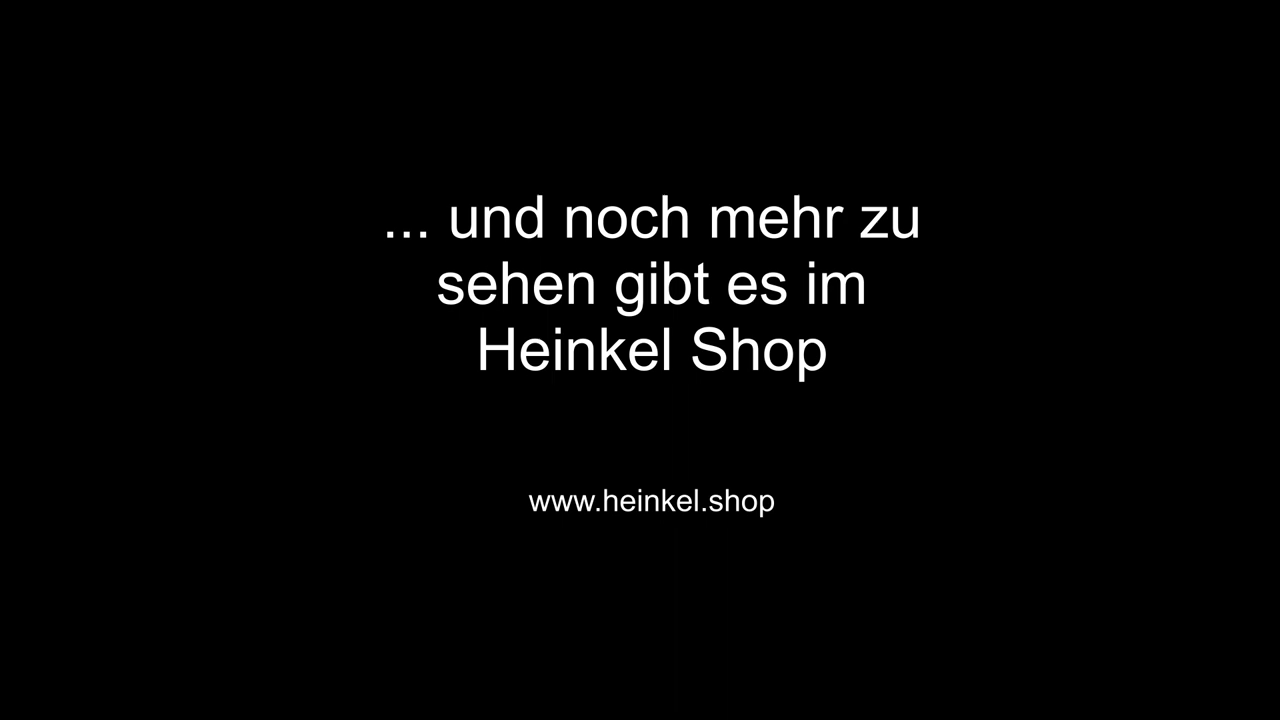 ... und noch mehr zu
sehen gibt es im
Heinkel Shop
www.heinkel.shop